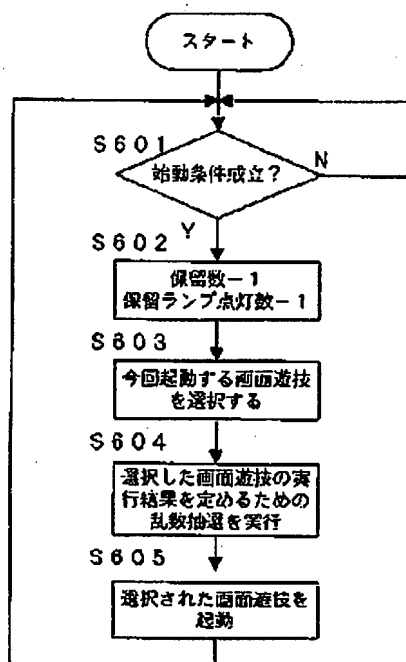 スタート
S601
始動条件成立?
N
Y
S602
保留数-1
保留ランプ点灯数-1
S603
今回起動する画面遊技
を選択する
S604
選択した画面遊技の実
行結果を定めるための
乱数抽選を実行
S605
選択された画面遊技を
起動